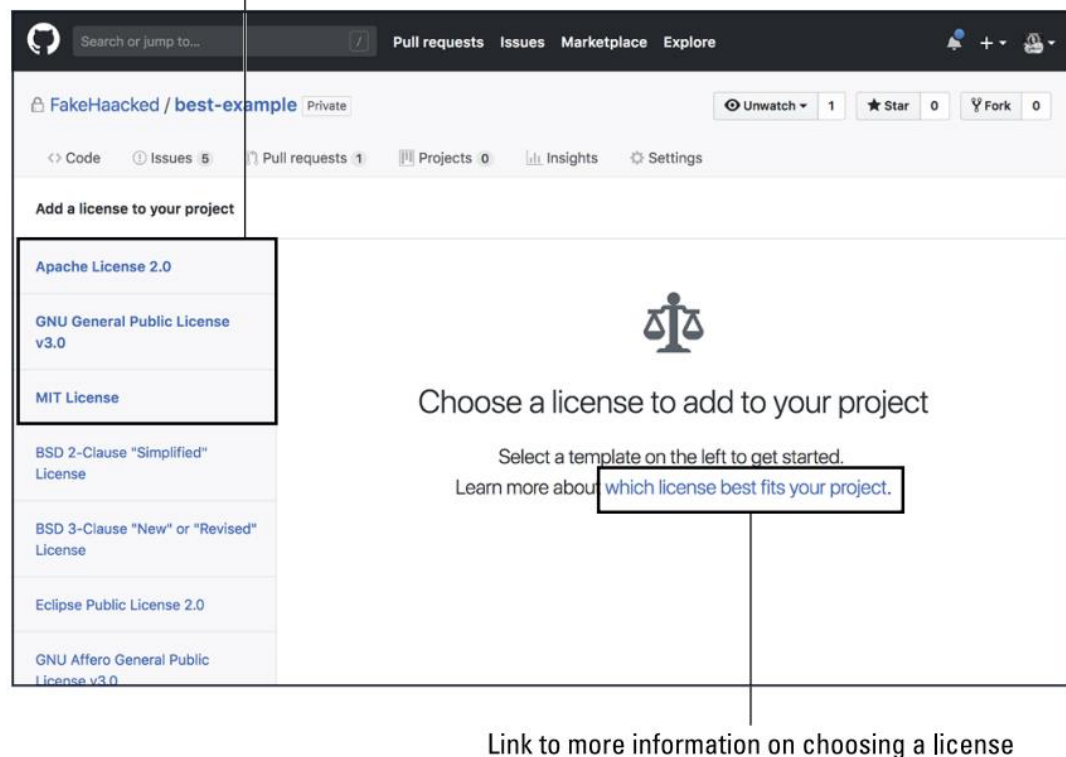 Search or jump to... / Pull requests Issues Marketplace Explore
FakeHaacked / best-example Private Unwatch 1 Star 0 Fork 0
Code Issues 5 Pull requests 1 Projects 0 Insights Settings
Add a license to your project
Apache License 2.0
GNU General Public License
v3.0
MIT License
BSD 2-Clause "Simplified"
License
BSD 3-Clause "New" or "Revised"
License
Eclipse Public License 2.0
GNU Affero General Public
License v3.0
Choose a license to add to your project
Select a template on the left to get started.
Learn more about which license best fits your project.
Link to more information on choosing a license